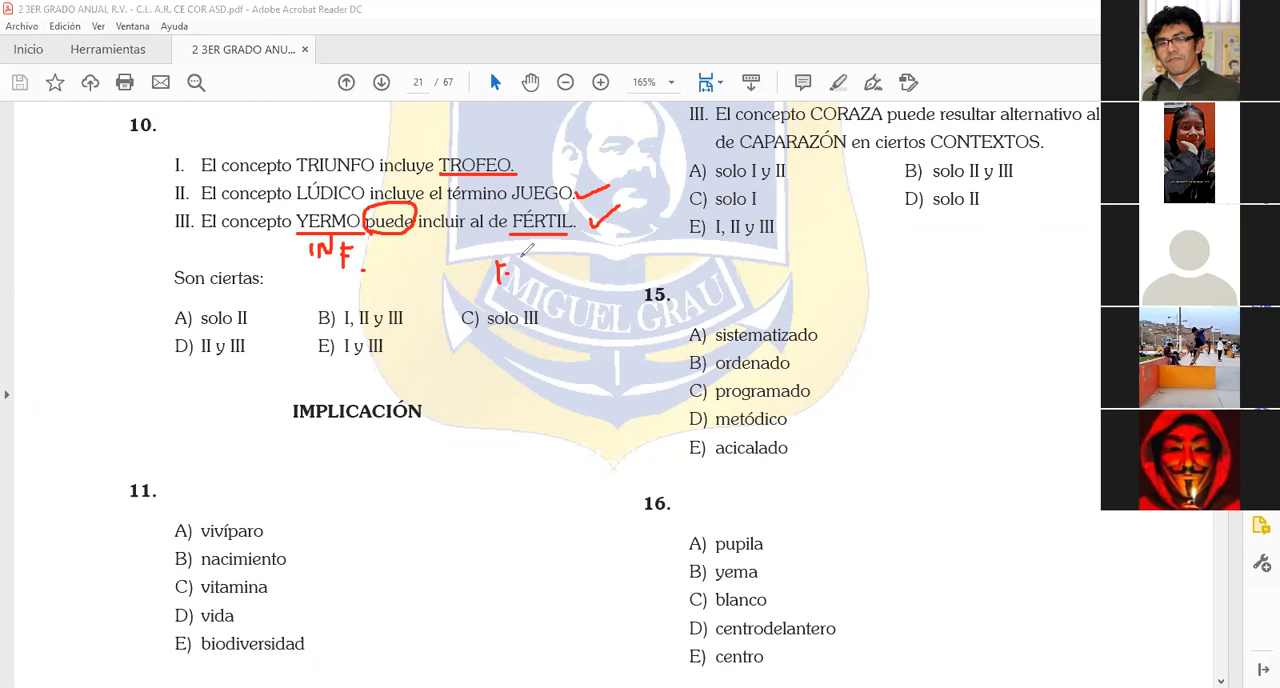 2 3ER GRADO ANUAL R.V. - C.L. A.R. CE COR ASD.pdf - Adobe Acrobat Reader DC
Archivo Edición Ver Ventana Ayuda
Inicio Herramientas 2 3ER GRADO ANU... ×
21 / 67 165%
10.
I. El concepto TRIUNFO incluye TROFEO.
II. El concepto LÚDICO incluye el término JUEGO.
III. El concepto YERMO puede incluir al de FÉRTIL.
INF.
F.
Son ciertas:
A) solo II B) I, II y III C) solo III
D) II y III E) I y III
IMPLICACIÓN
11.
A) vivíparo
B) nacimiento
C) vitamina
D) vida
E) biodiversidad
III. El concepto CORAZA puede resultar alternativo al
de CAPARAZÓN en ciertos CONTEXTOS.
A) solo I y II B) solo II y III
C) solo I D) solo II
E) I, II y III
15.
A) sistematizado
B) ordenado
C) programado
D) metódico
E) acicalado
16.
A) pupila
B) yema
C) blanco
D) centrodelantero
E) centro
MIGUEL GRAU